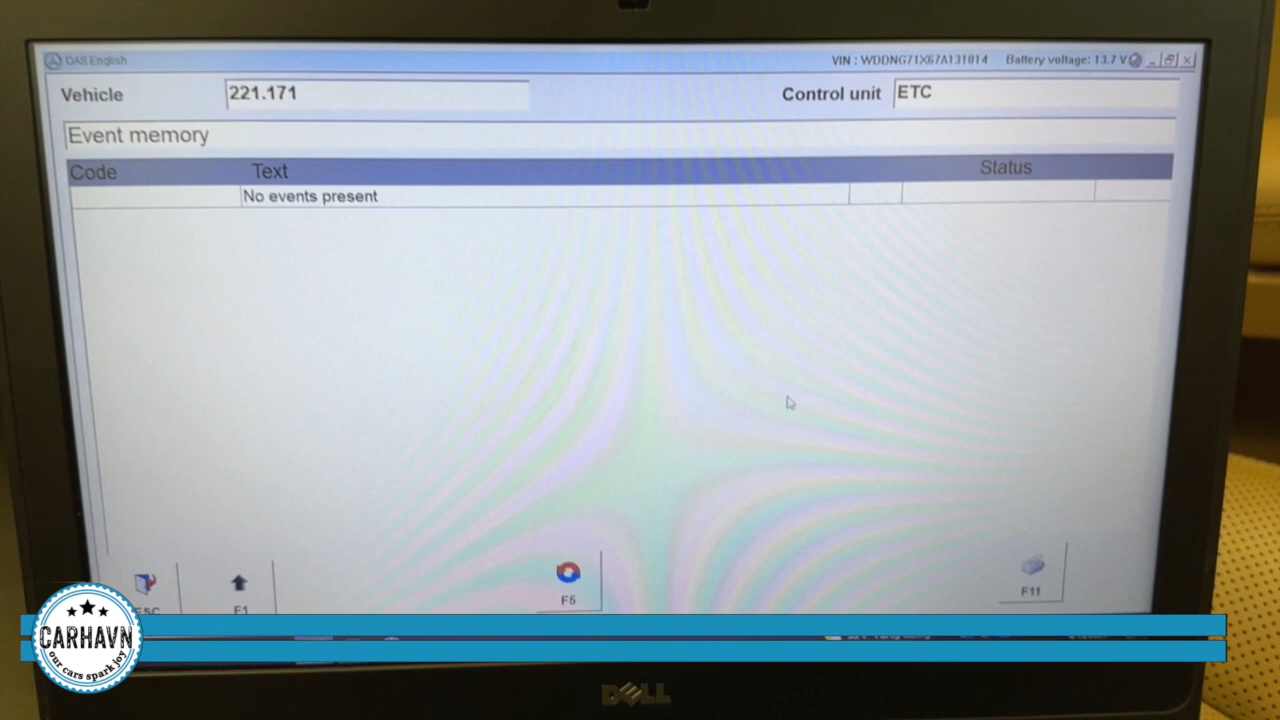 DAS English
VIN : WDDNG71X67A131014 Battery voltage: 13.7 V
Vehicle 221.171 Control unit ETC
Event memory
Code Text Status
No events present
ESC F1 F5 F11
CARHAVN
our cars spark joy
DELL